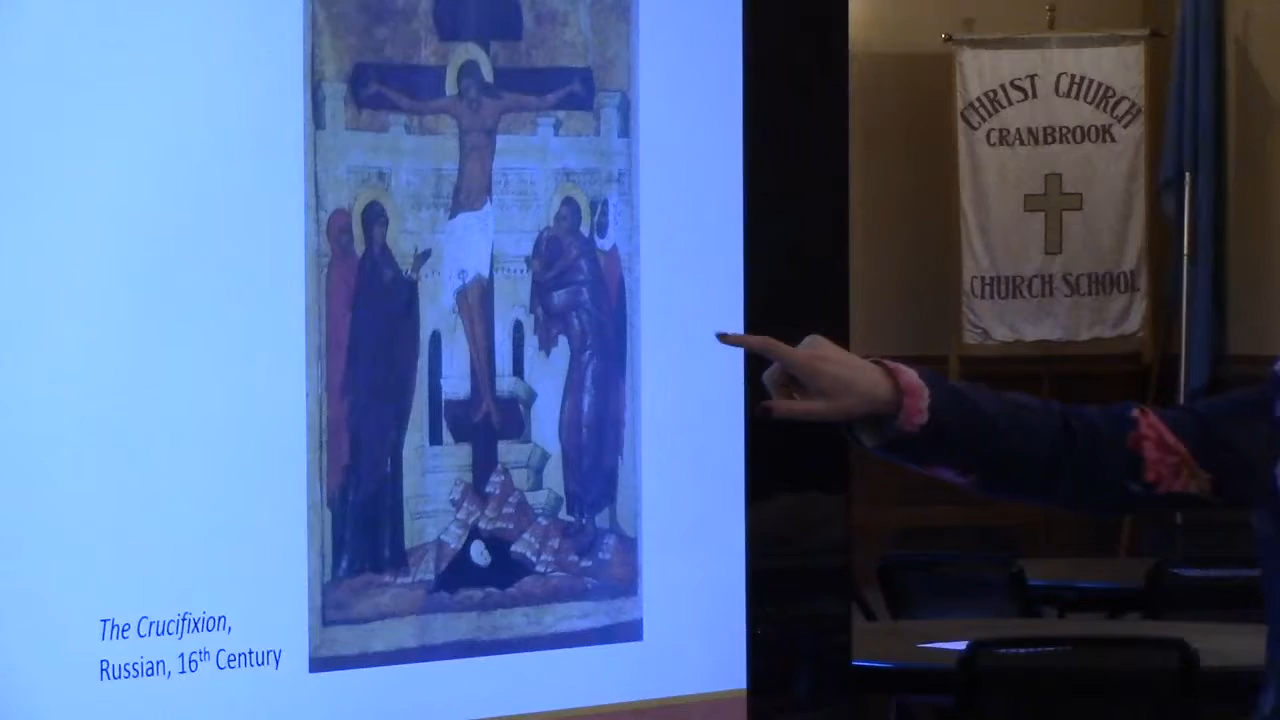 The Crucifixion,
Russian, 16th Century
CHRIST CHURCH
CRANBROOK
CHURCH SCHOOL